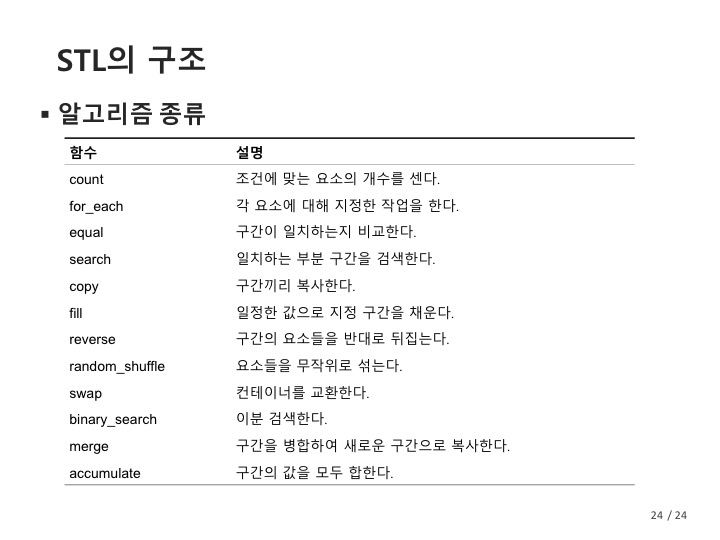 STL의 구조
▪ 알고리즘 종류
함수 설명
count 조건에 맞는 요소의 개수를 센다.
for_each 각 요소에 대해 지정한 작업을 한다.
equal 구간이 일치하는지 비교한다.
search 일치하는 부분 구간을 검색한다.
copy 구간끼리 복사한다.
fill 일정한 값으로 지정 구간을 채운다.
reverse 구간의 요소들을 반대로 뒤집는다.
random_shuffle 요소들을 무작위로 섞는다.
swap 컨테이너를 교환한다.
binary_search 이분 검색한다.
merge 구간을 병합하여 새로운 구간으로 복사한다.
accumulate 구간의 값을 모두 합한다.
24 / 24